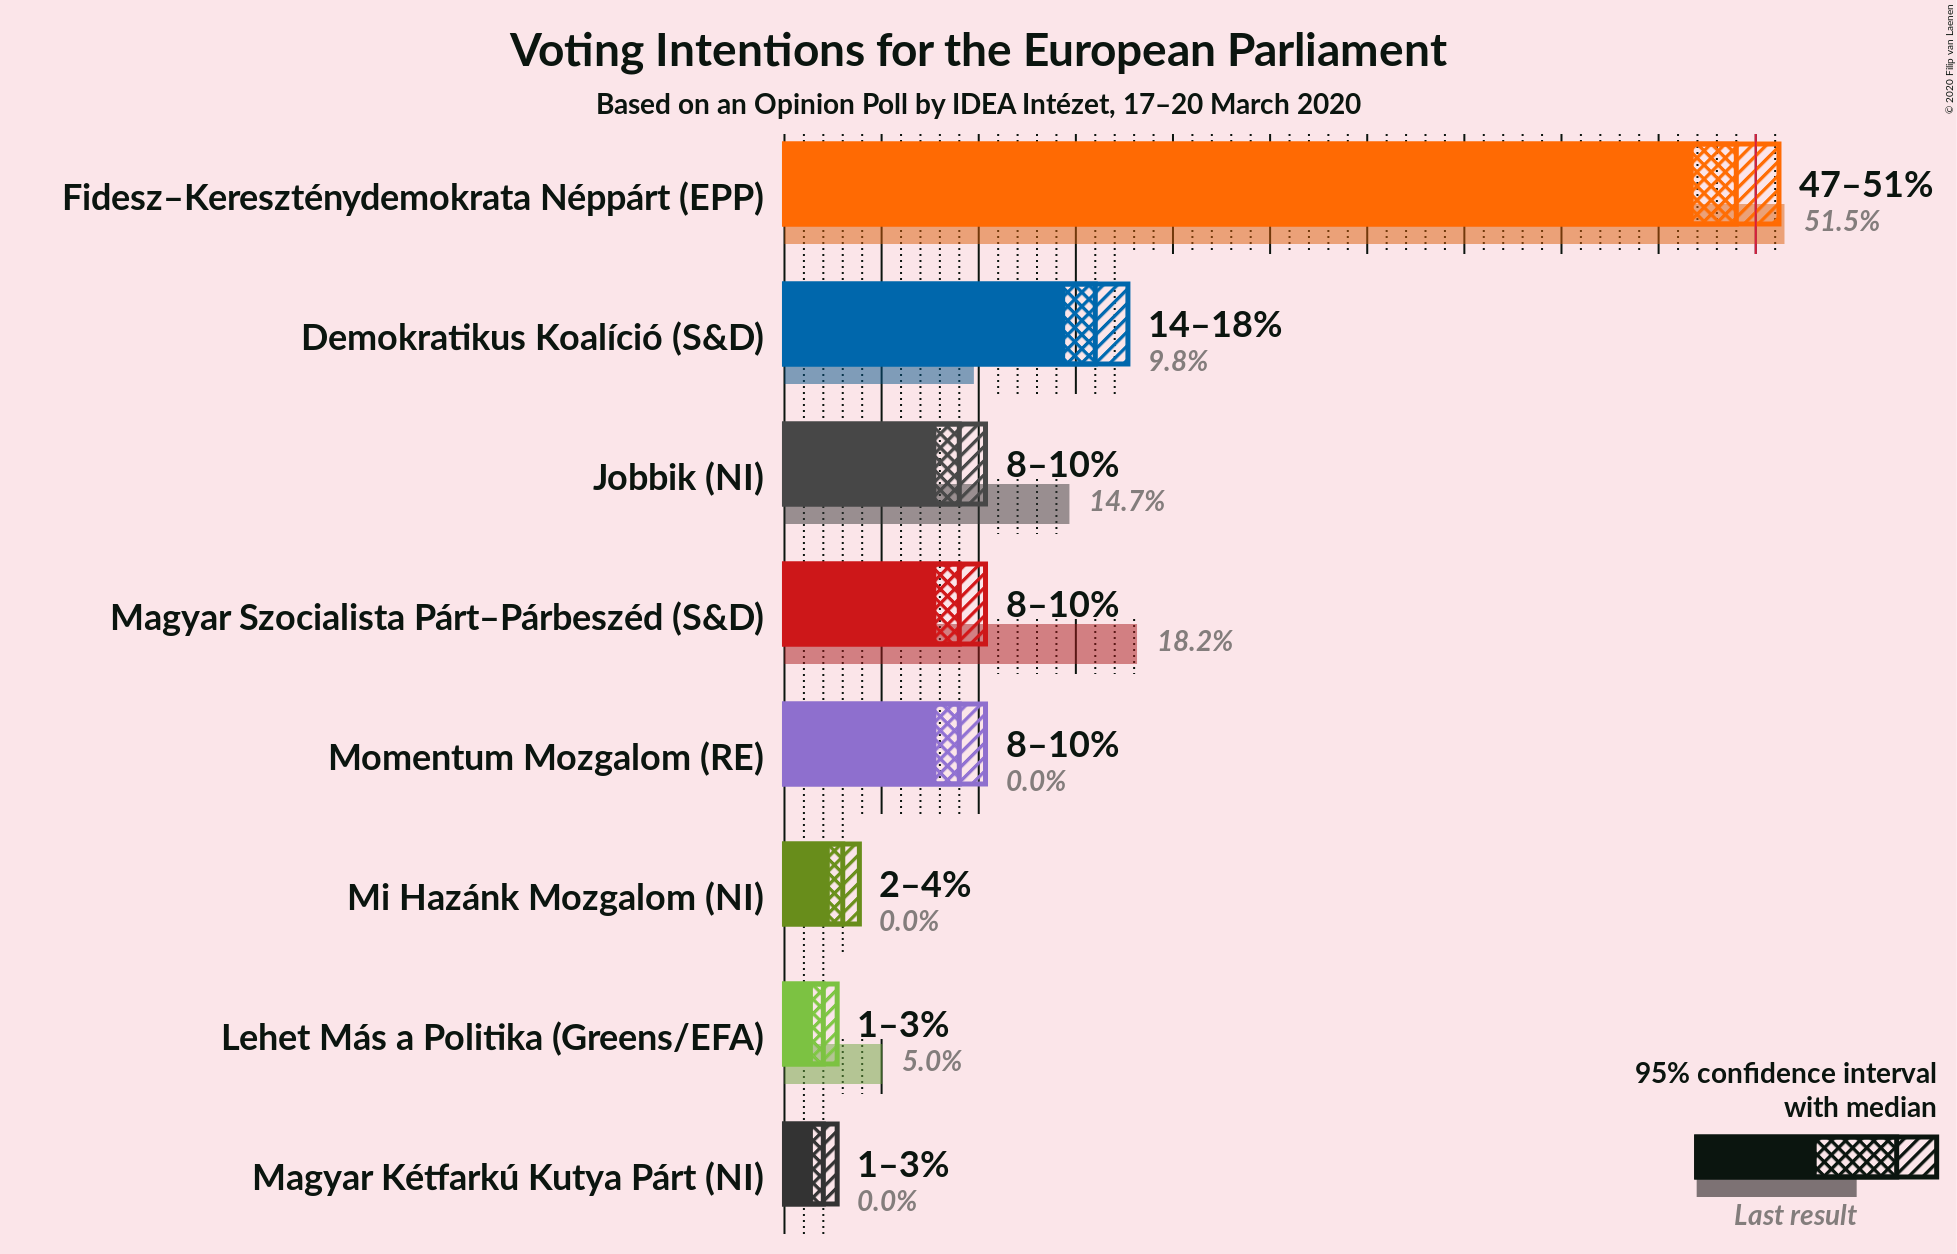 Voting Intentions for the European Parliament
Based on an Opinion Poll by IDEA Intézet, 17–20 March 2020
© 2020 Filip van Laenen
Fidesz–Kereszténydemokrata Néppárt (EPP)
47–51%
51.5%
Demokratikus Koalíció (S&D)
14–18%
9.8%
Jobbik (NI)
8–10%
14.7%
Magyar Szocialista Párt–Párbeszéd (S&D)
8–10%
18.2%
Momentum Mozgalom (RE)
8–10%
0.0%
Mi Hazánk Mozgalom (NI)
2–4%
0.0%
Lehet Más a Politika (Greens/EFA)
1–3%
5.0%
Magyar Kétfarkú Kutya Párt (NI)
1–3%
0.0%
95% confidence interval
with median
Last result